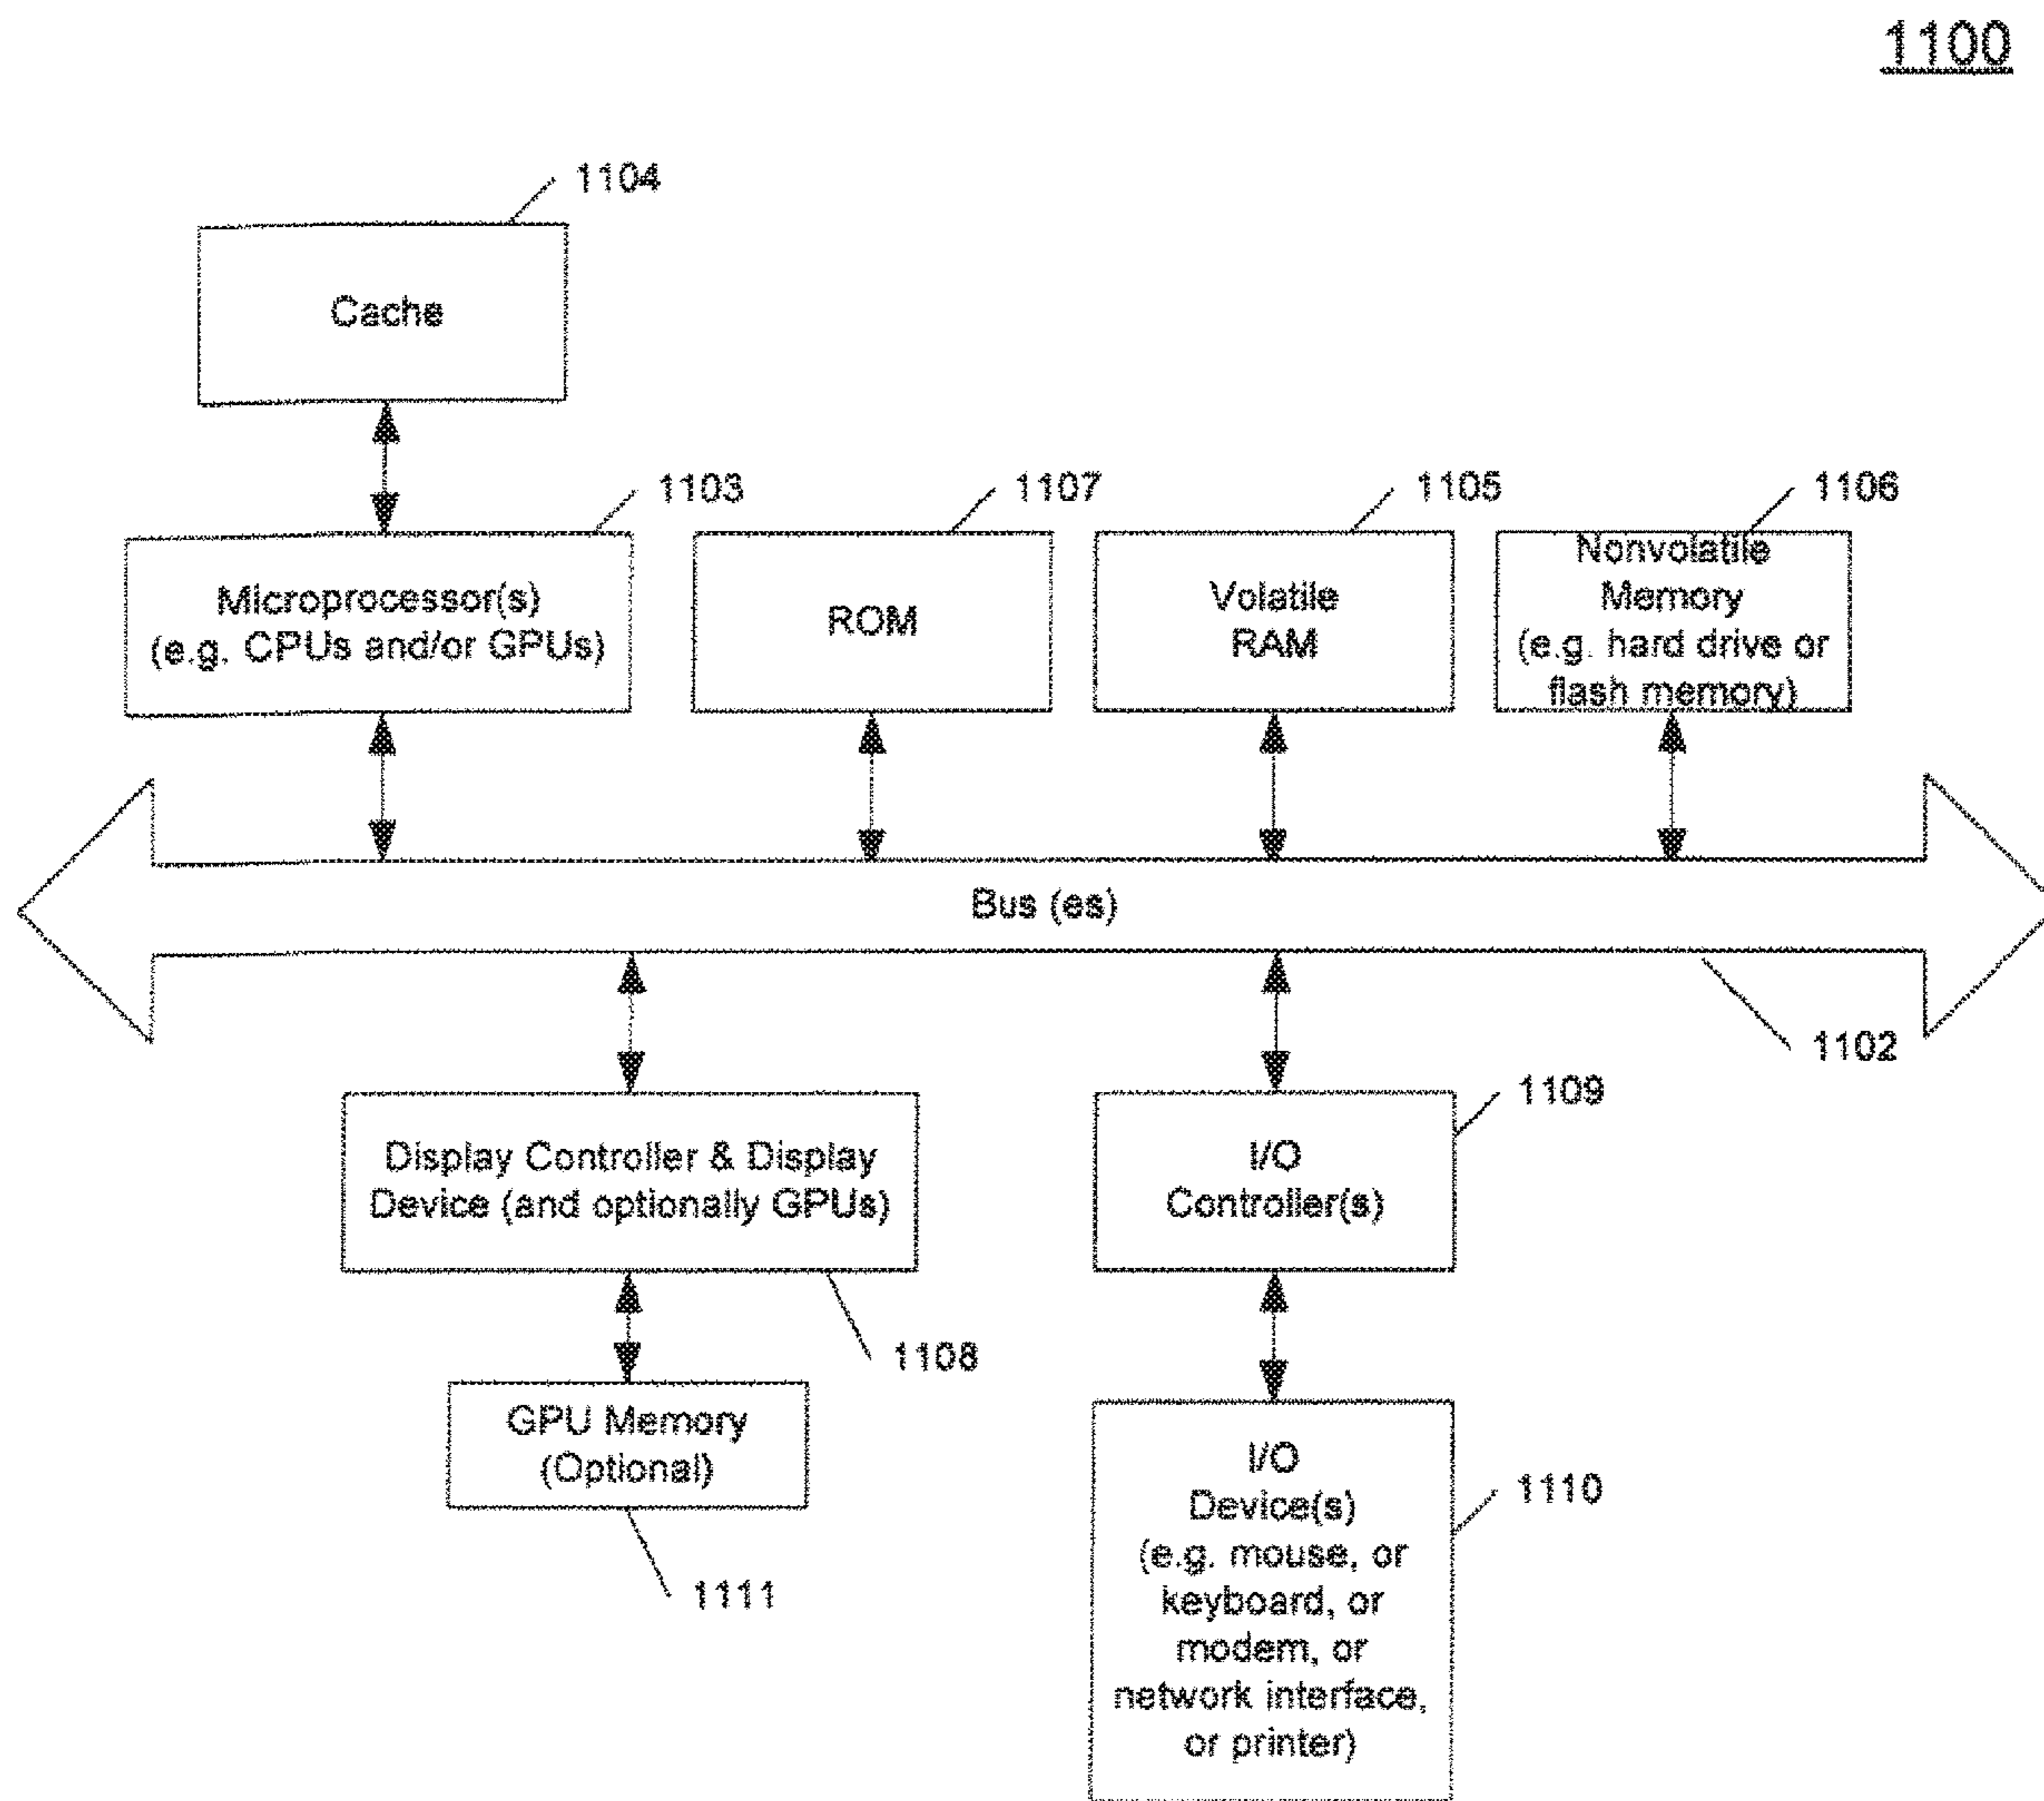 1100
1104
Cache
1103
1107
1105
1106
Microprocessor(s)
(e.g. CPUs and/or GPUs)
ROM
Volatile
RAM
Nonvolatile
Memory
(e.g. hard drive or
flash memory)
Bus (es)
1102
1109
Display Controller & Display
Device (and optionally GPUs)
I/O
Controller(s)
1108
GPU Memory
(Optional)
1111
I/O
Device(s)
(e.g. mouse, or
keyboard, or
modem, or
network interface,
or printer)
1110